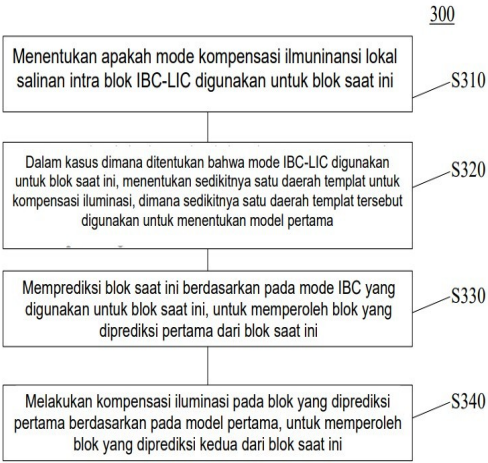 300
Menentukan apakah mode kompensasi ilmuninansi lokal
salinan intra blok IBC-LIC digunakan untuk blok saat ini
S310
Dalam kasus dimana ditentukan bahwa mode IBC-LIC digunakan
untuk blok saat ini, menentukan sedikitnya satu daerah templat untuk
kompensasi iluminasi, dimana sedikitnya satu daerah templat tersebut
digunakan untuk menentukan model pertama
S320
Memprediksi blok saat ini berdasarkan pada mode IBC yang
digunakan untuk blok saat ini, untuk memperoleh blok yang
diprediksi pertama dari blok saat ini
S330
Melakukan kompensasi iluminasi pada blok yang diprediksi
pertama berdasarkan pada model pertama, untuk memperoleh
blok yang diprediksi kedua dari blok saat ini
S340